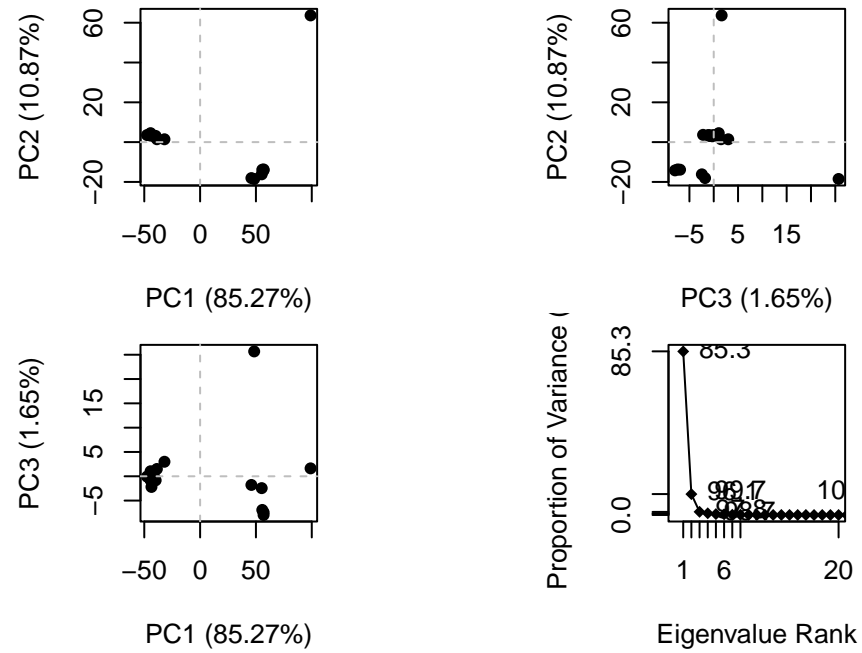 PC2 (10.87%)
60
20
−20
−50 0 50
PC1 (85.27%)
PC2 (10.87%)
60
20
−20
−5 5 15
PC3 (1.65%)
PC3 (1.65%)
15
5
−5
−50 0 50
PC1 (85.27%)
Proportion of Variance (
85.3
0.0
85.3
1 6 20
Eigenvalue Rank